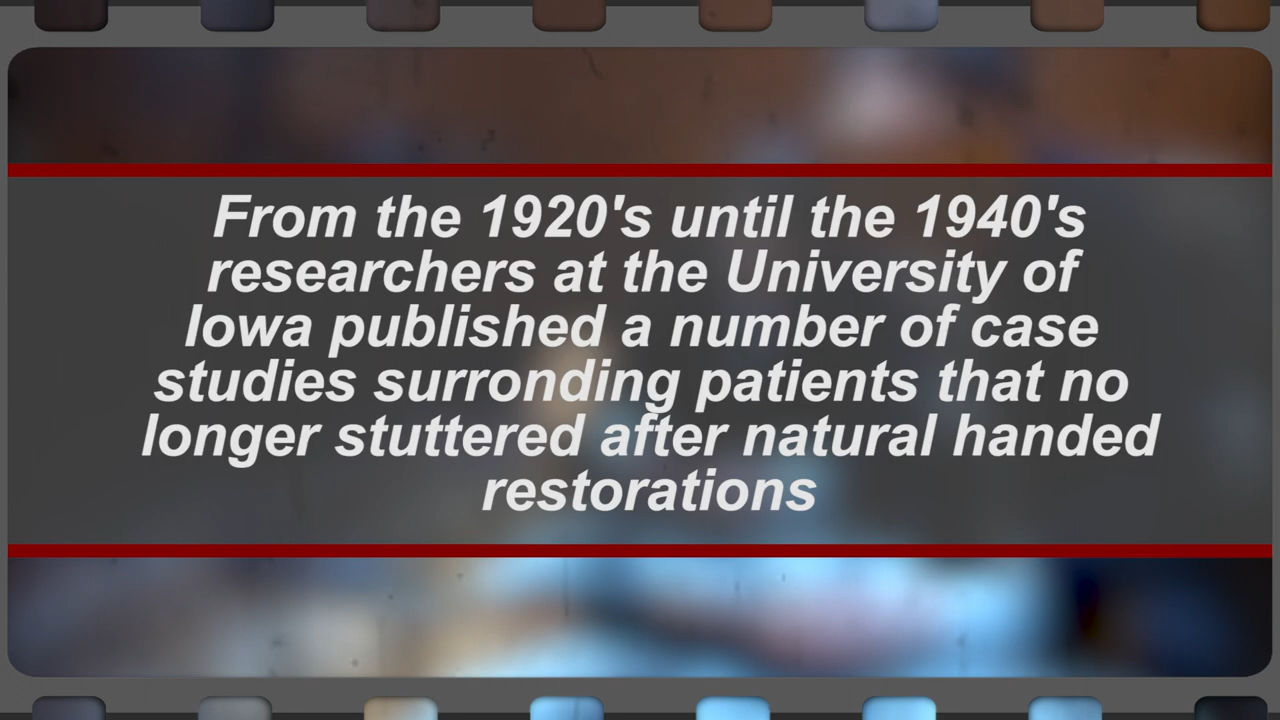 From the 1920's until the 1940's
researchers at the University of
Iowa published a number of case
studies surronding patients that no
longer stuttered after natural handed
restorations